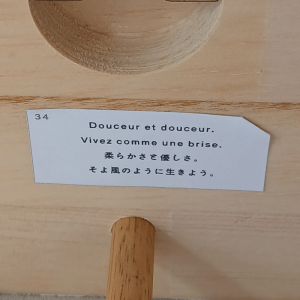 34
Douceur et douceur.
Vivez comme une brise.
柔らかさと優しさ。
そよ風のように生きよう。